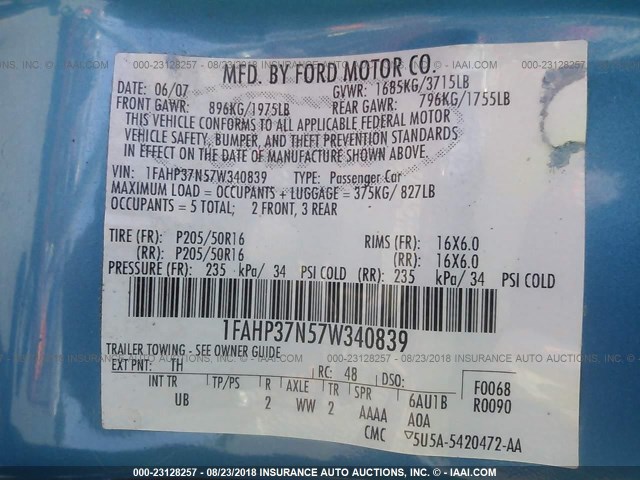 000-23128257 - 08/23/2018 INSURANCE AUTO AUCTIONS, INC. - IAAI.COM
MFD. BY FORD MOTOR CO.
DATE: 06/07 GVWR: 1685KG/3715LB
FRONT GAWR: 896KG/1975LB REAR GAWR: 796KG/1755LB
THIS VEHICLE CONFORMS TO ALL APPLICABLE FEDERAL MOTOR
VEHICLE SAFETY, BUMPER, AND THEFT PREVENTION STANDARDS
IN EFFECT ON THE DATE OF MANUFACTURE SHOWN ABOVE.
VIN: 1FAHP37N57W340839 TYPE: Passenger Car
MAXIMUM LOAD = OCCUPANTS + LUGGAGE = 375KG/ 827LB
OCCUPANTS = 5 TOTAL; 2 FRONT, 3 REAR
TIRE (FR): P205/50R16 RIMS (FR): 16X6.0
(RR): P205/50R16 (RR): 16X6.0
PRESSURE (FR): 235 kPa/ 34 PSI COLD (RR): 235 kPa/ 34 PSI COLD
1FAHP37N57W340839
TRAILER TOWING - SEE OWNER GUIDE
EXT PNT: TH RC: 48 DSO: F0068
INT TR TP/PS R AXLE TR SPR 6AU1B R0090
UB 2 WW 2 AAAA A0A
CMC ▽5U5A-5420472-AA
000-23128257 - 08/23/2018 INSURANCE AUTO AUCTIONS, INC. - IAAI.COM